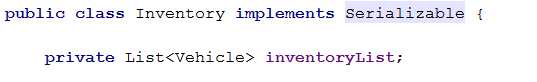 public class Inventory implements Serializable {
private List<Vehicle> inventoryList;